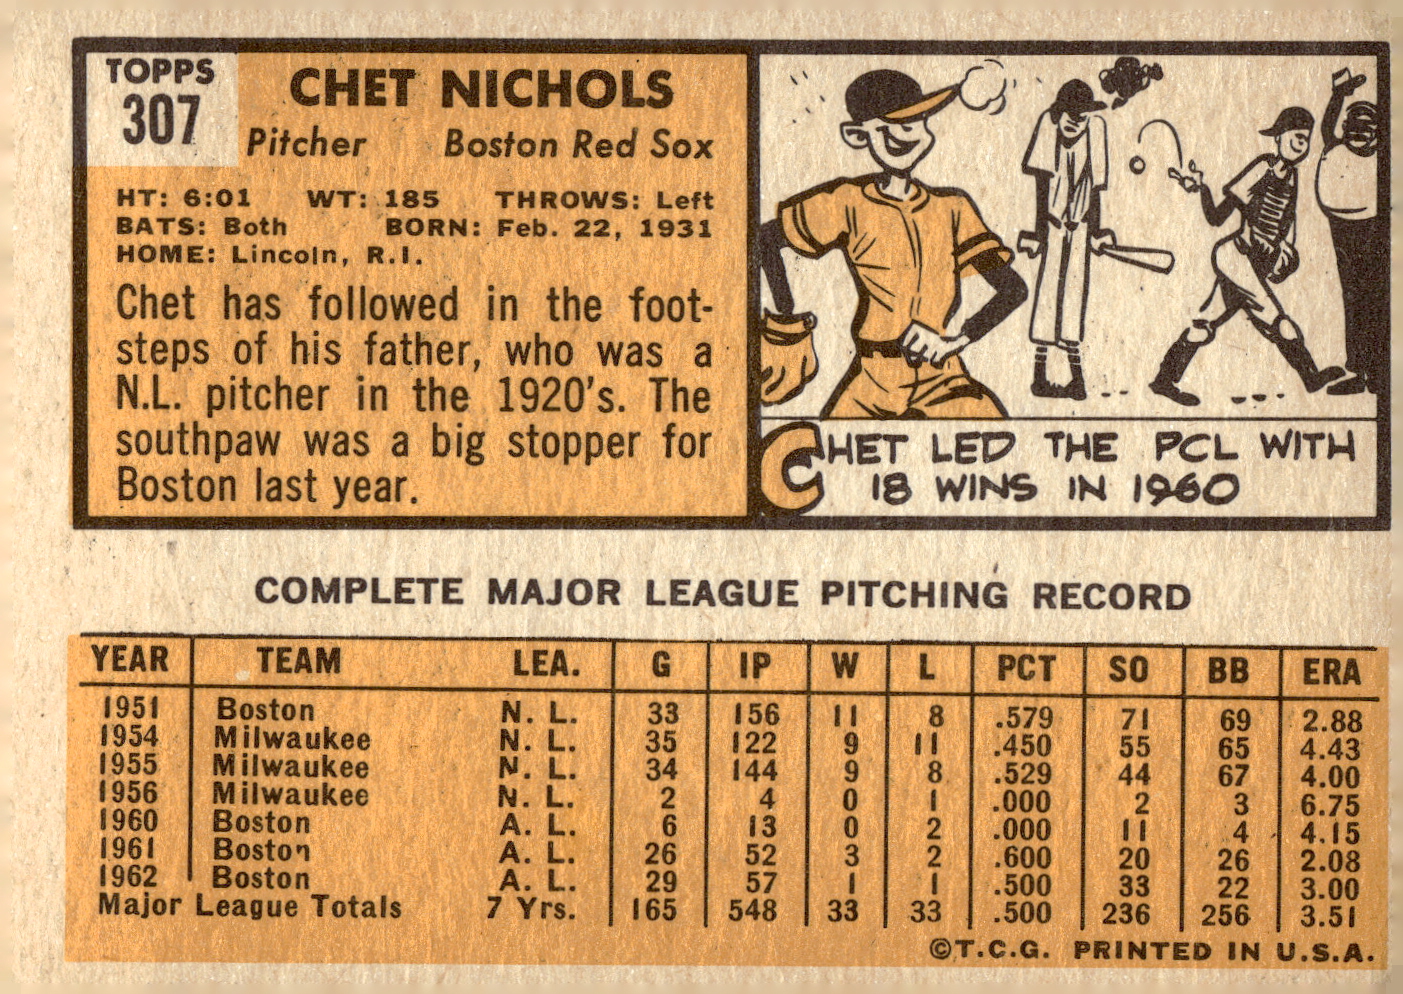 TOPPS
307
CHET NICHOLS
Pitcher Boston Red Sox
HT: 6:01 WT: 185 THROWS: Left
BATS: Both BORN: Feb. 22, 1931
HOME: Lincoln, R.I.
Chet has followed in the foot-
steps of his father, who was a
N.L. pitcher in the 1920's. The
southpaw was a big stopper for
Boston last year.
CHET LED THE PCL WITH
18 WINS IN 1960
COMPLETE MAJOR LEAGUE PITCHING RECORD
YEAR TEAM LEA. G IP W L PCT SO BB ERA
1951 Boston N. L. 33 156 11 8 .579 71 69 2.88
1954 Milwaukee N. L. 35 122 9 11 .450 55 65 4.43
1955 Milwaukee N. L. 34 144 9 8 .529 44 67 4.00
1956 Milwaukee N. L. 2 4 0 1 .000 2 3 6.75
1960 Boston A. L. 6 13 0 2 .000 11 4 4.15
1961 Boston A. L. 26 52 3 2 .600 20 26 2.08
1962 Boston A. L. 29 57 1 1 .500 33 22 3.00
Major League Totals 7 Yrs. 165 548 33 33 .500 236 256 3.51
©T.C.G. PRINTED IN U.S.A.